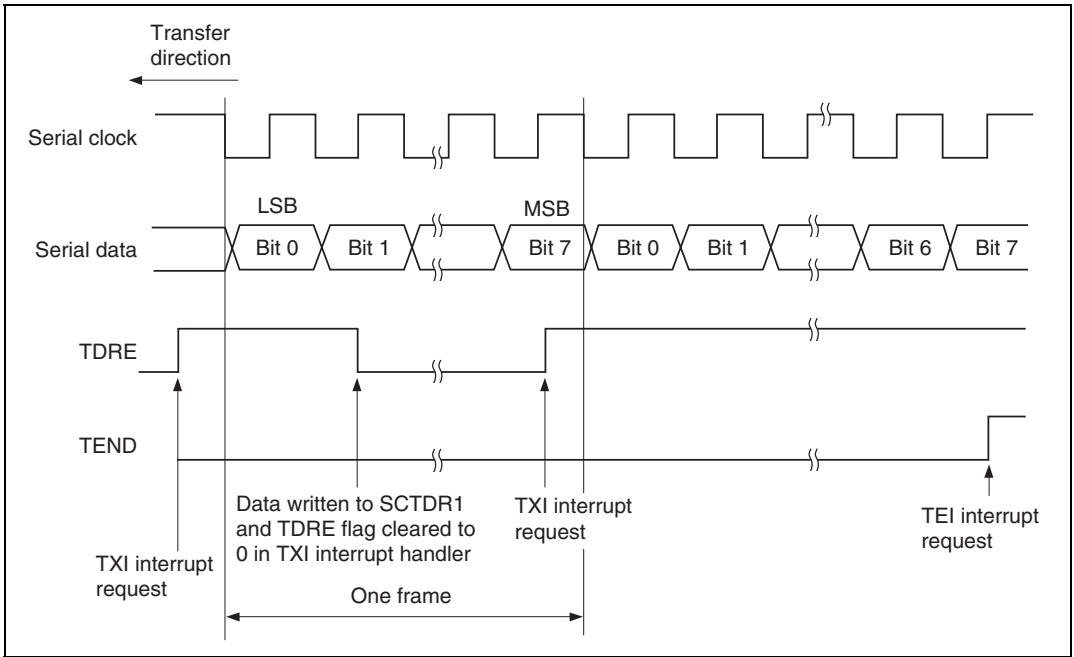 Transfer
direction
Serial clock
LSB
MSB
Serial data
Bit 0
Bit 1
Bit 7
Bit 0
Bit 1
Bit 6
Bit 7
TDRE
TEND
Data written to SCTDR1
and TDRE flag cleared to
0 in TXI interrupt handler
TXI interrupt
request
TEI interrupt
request
TXI interrupt
request
One frame